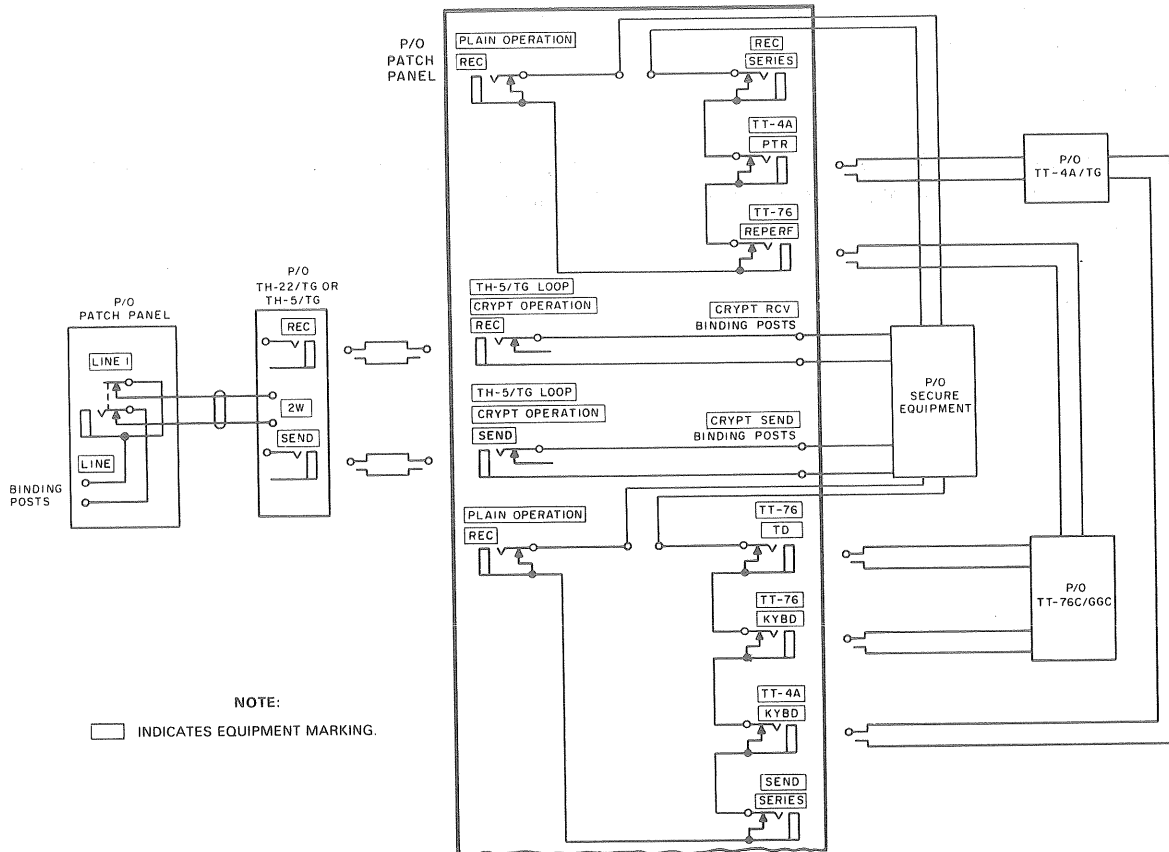 P/O
PATCH
PANEL
PLAIN OPERATION
REC
REC
SERIES
TT-4A
PTR
TT-76
REPERF
P/O
TT-4A/TG
P/O
TH-22/TG OR
TH-5/TG
P/O
PATCH PANEL
LINE 1
LINE
BINDING
POSTS
REC
2W
SEND
TH-5/TG LOOP
CRYPT OPERATION
REC
CRYPT RCV
BINDING POSTS
TH-5/TG LOOP
CRYPT OPERATION
SEND
CRYPT SEND
BINDING POSTS
P/O
SECURE
EQUIPMENT
PLAIN OPERATION
REC
TT-76
TD
TT-76
KYBD
TT-4A
KYBD
SEND
SERIES
P/O
TT-76C/GGC
NOTE:
INDICATES EQUIPMENT MARKING.